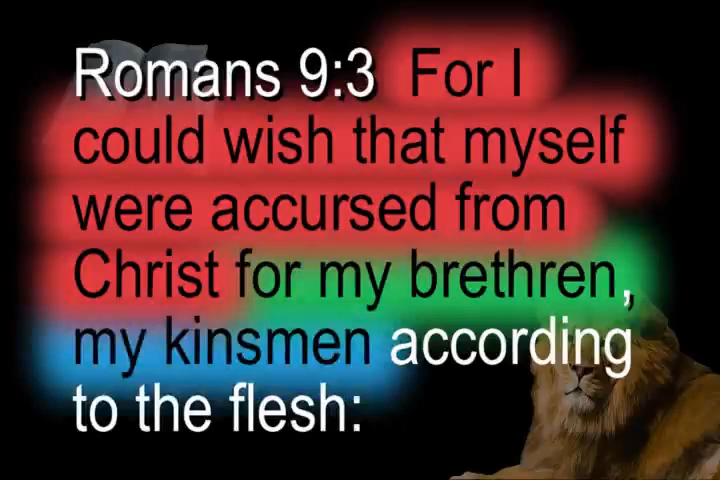 Romans 9:3 For I
could wish that myself
were accursed from
Christ for my brethren,
my kinsmen according
to the flesh: